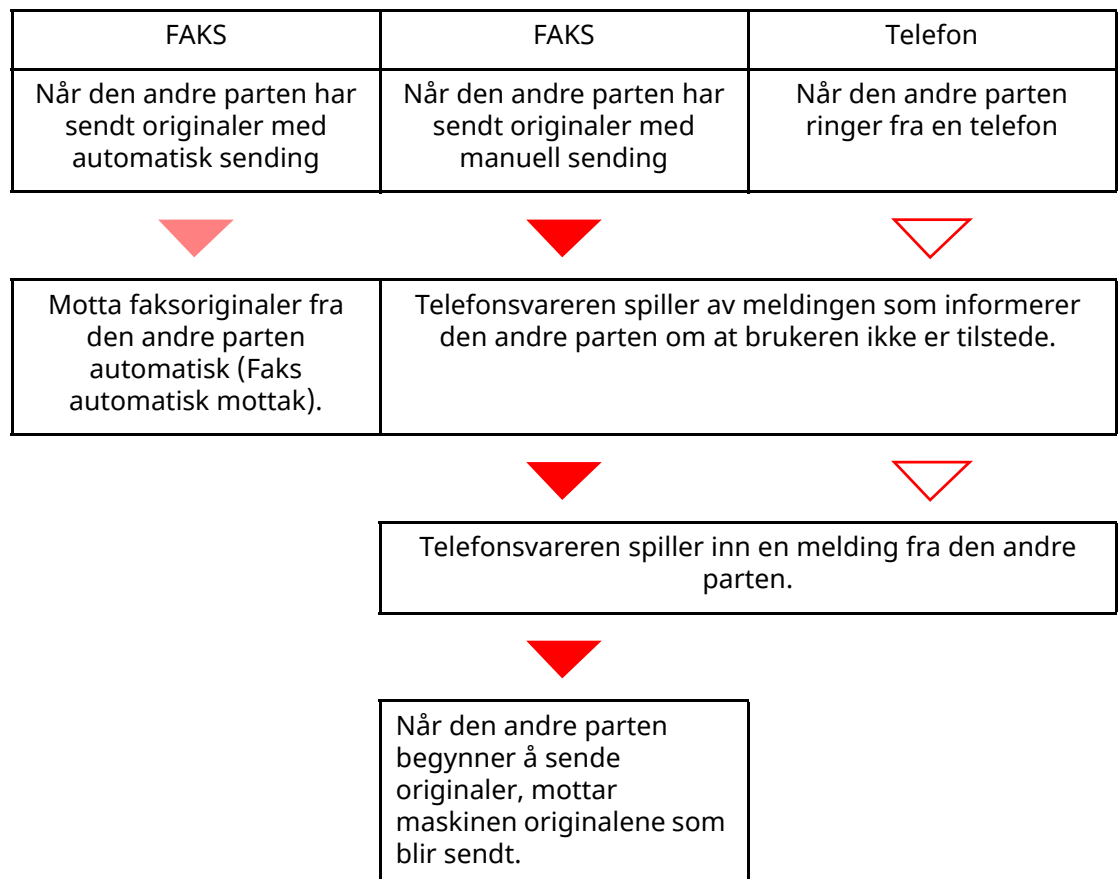 FAKS
FAKS
Telefon
Når den andre parten har
sendt originaler med
automatisk sending
Når den andre parten har
sendt originaler med
manuell sending
Når den andre parten
ringer fra en telefon
Motta faksoriginaler fra
den andre parten
automatisk (Faks
automatisk mottak).
Telefonsvareren spiller av meldingen som informerer
den andre parten om at brukeren ikke er tilstede.
Telefonsvareren spiller inn en melding fra den andre
parten.
Når den andre parten
begynner å sende
originaler, mottar
maskinen originalene som
blir sendt.